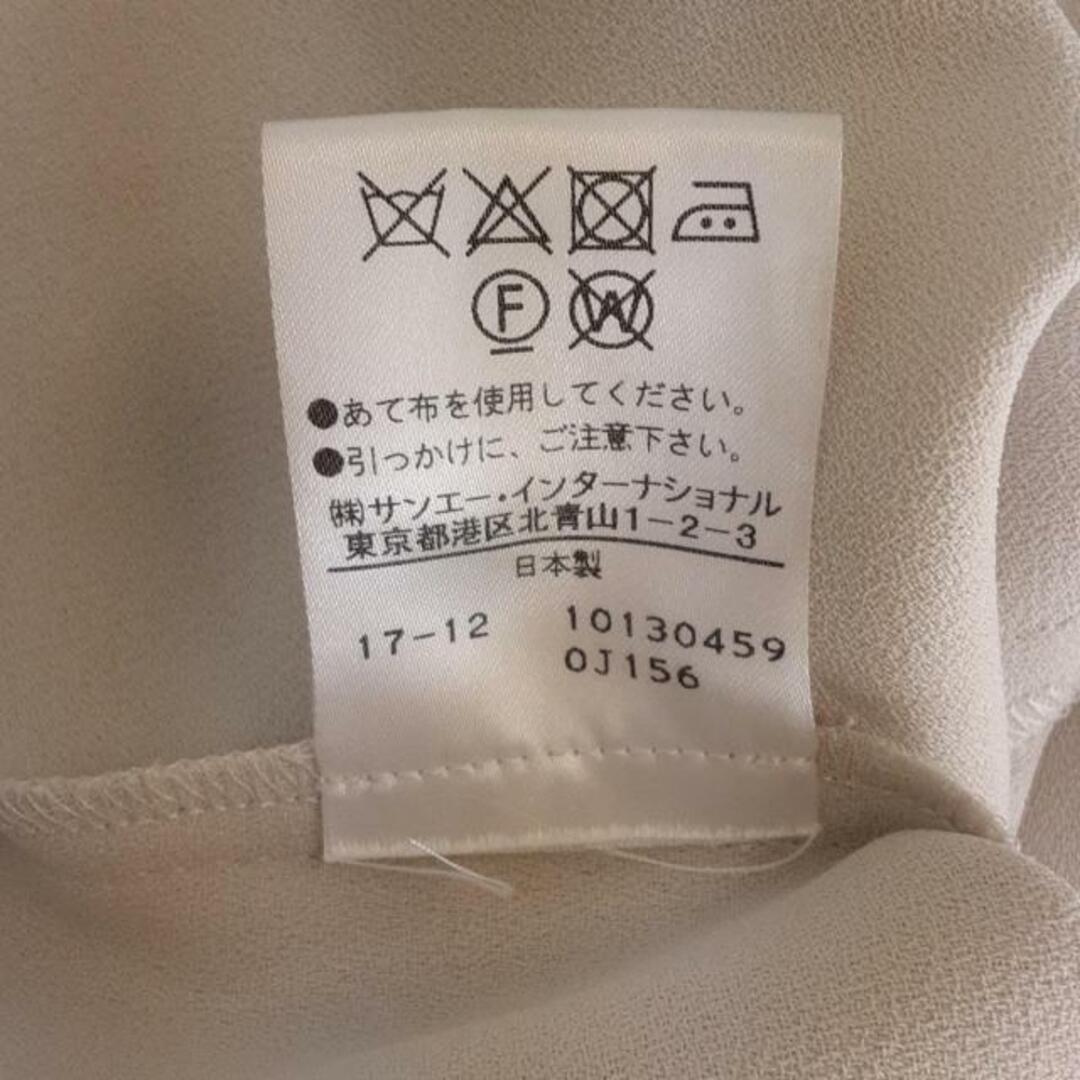 F W
●あて布を使用してください。
●引っかけに、ご注意下さい。
㈱サンエー・インターナショナル
東京都港区北青山1-2-3
日本製
17-12 10130459
0J156